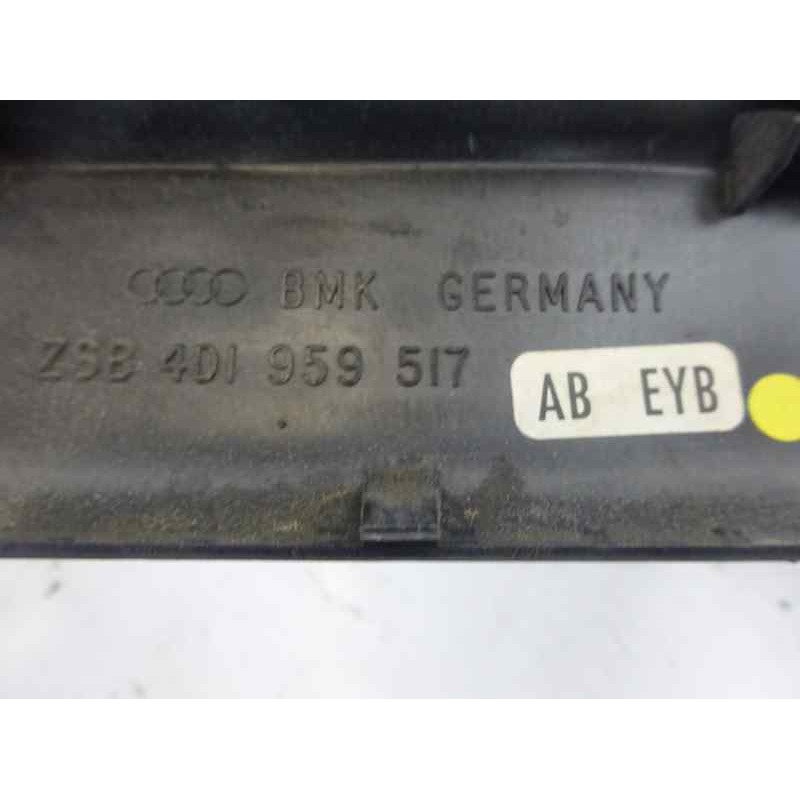 BMK GERMANY
ZSB 4D1 959 517 AB EYB